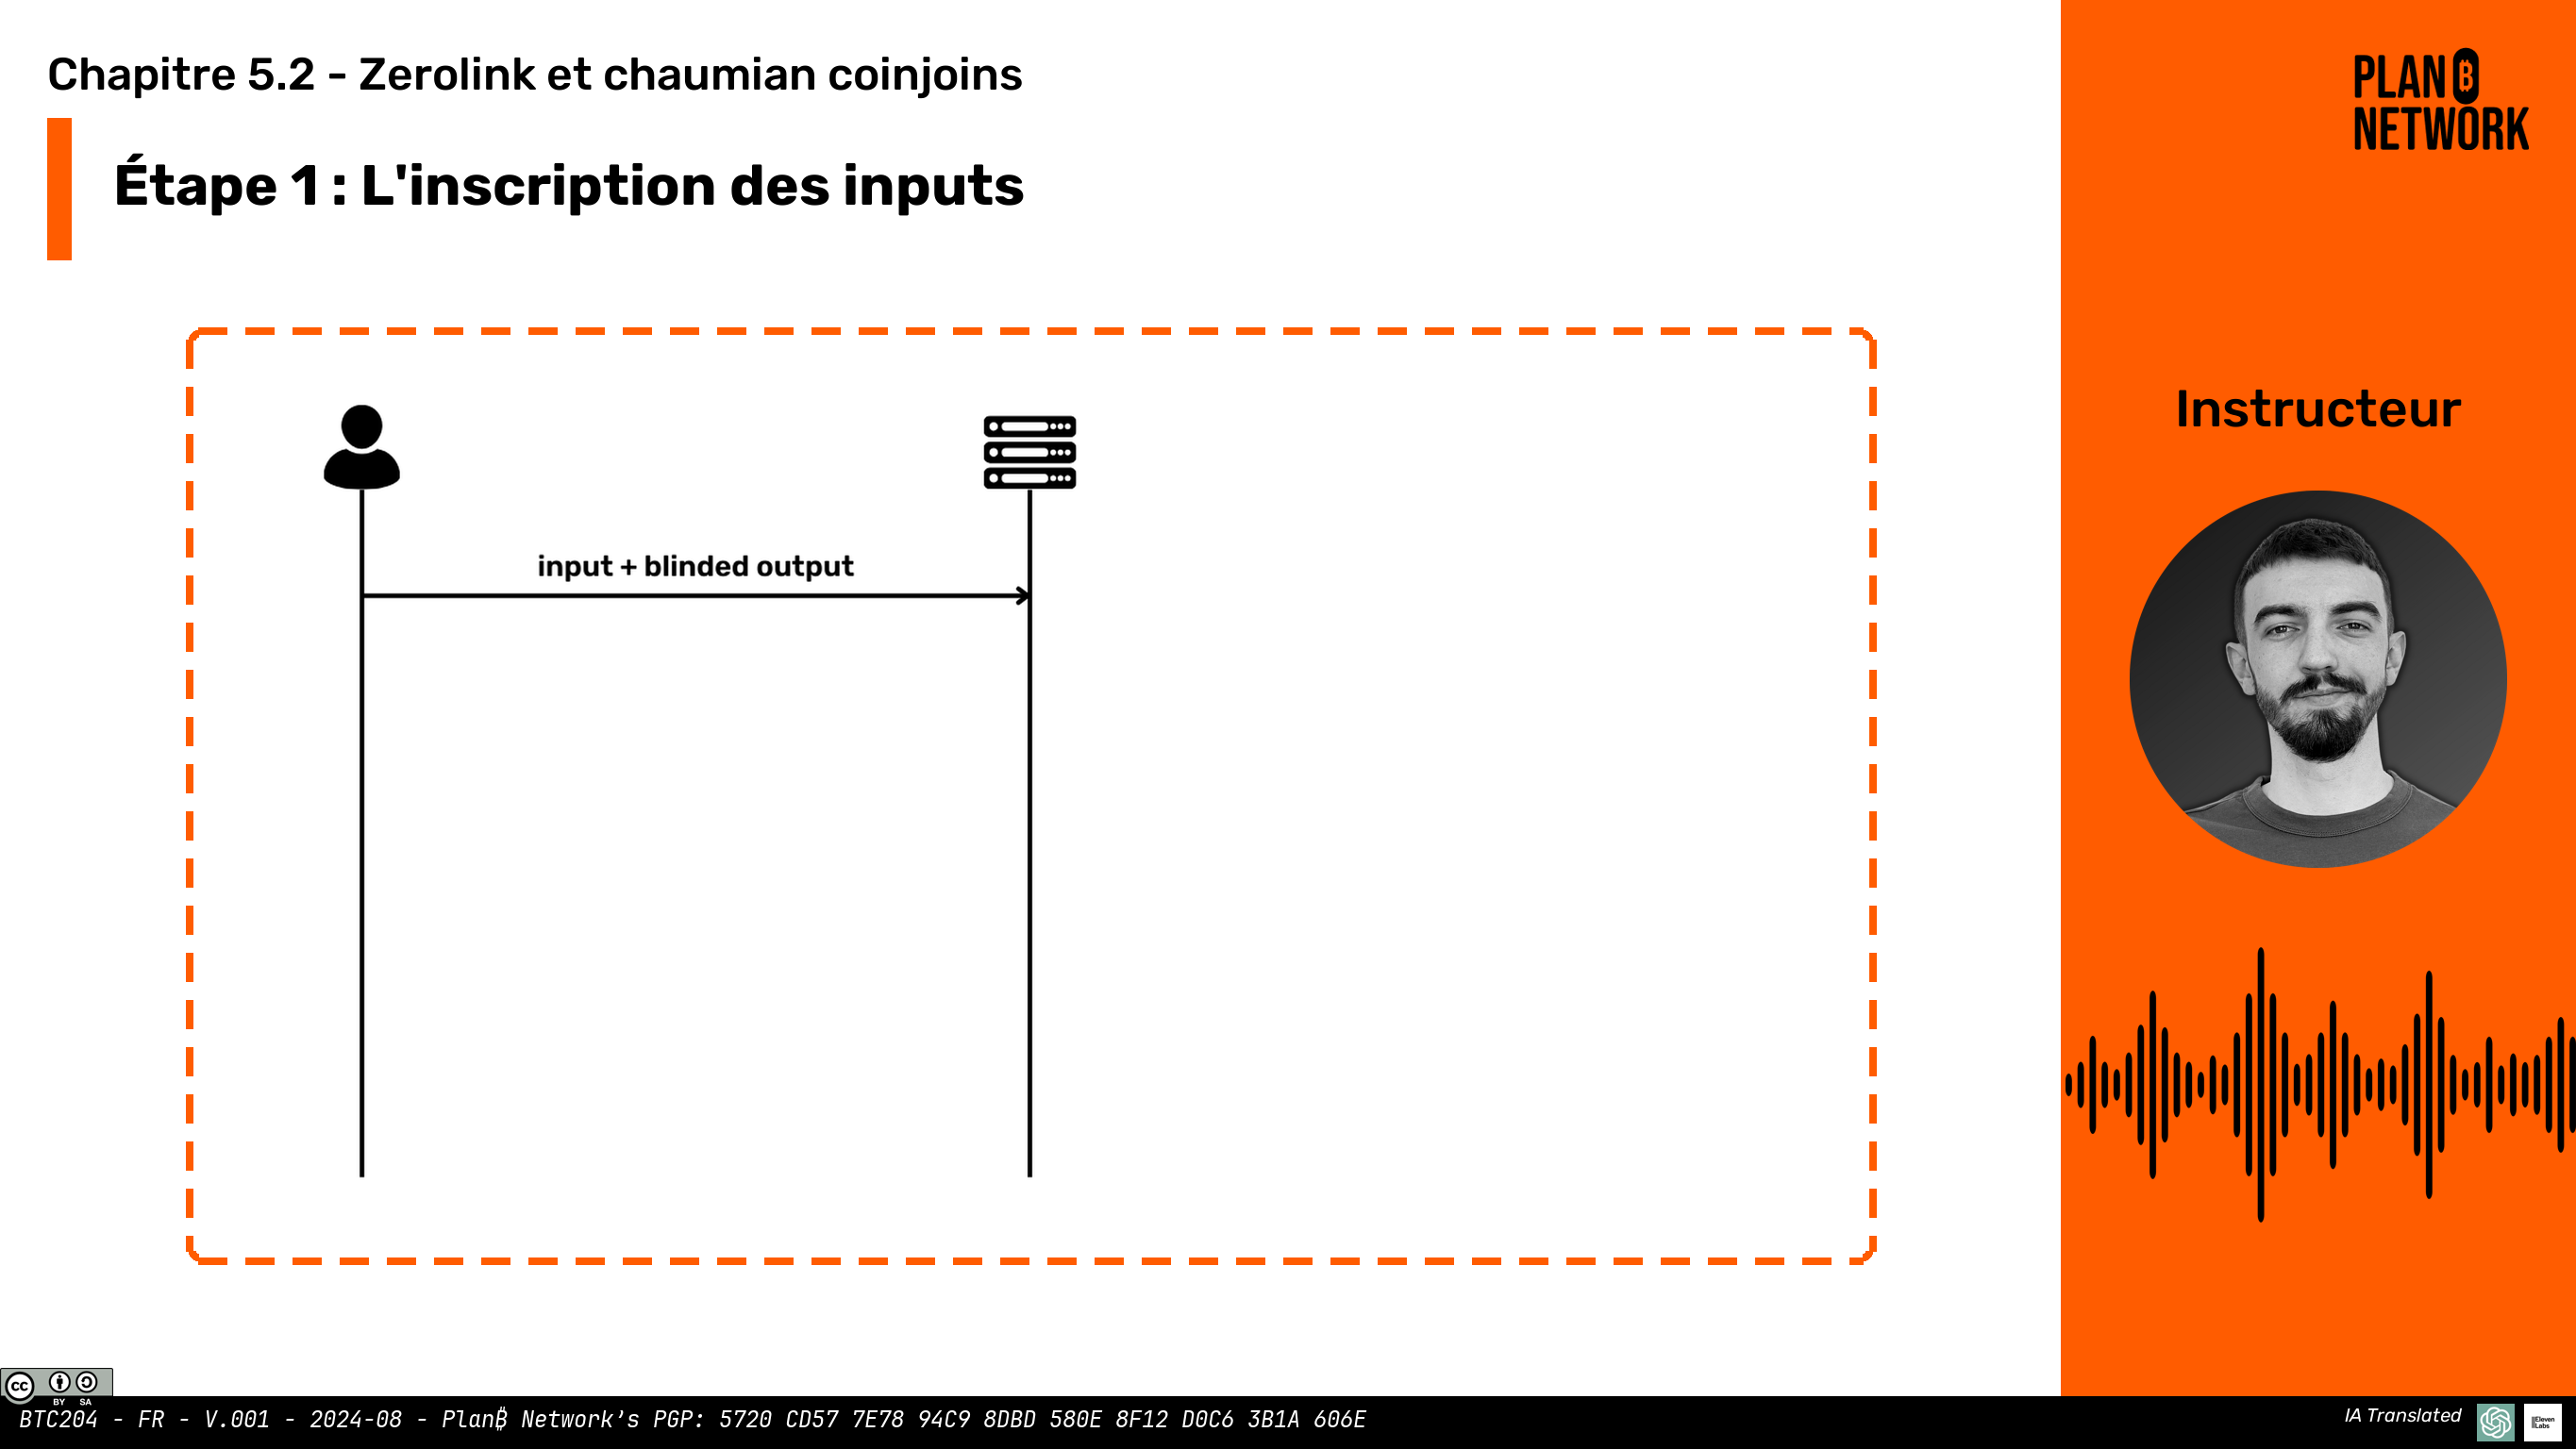 Chapitre 5.2 - Zerolink et chaumian coinjoins
Étape 1 : L'inscription des inputs
input + blinded output
PLAN ₿
NETWORK
Instructeur
CC BY SA
BTC204 - FR - V.001 - 2024-08 - Plan₿ Network’s PGP: 5720 CD57 7E78 94C9 8DBD 580E 8F12 D0C6 3B1A 606E
IA Translated
IIElevenLabs